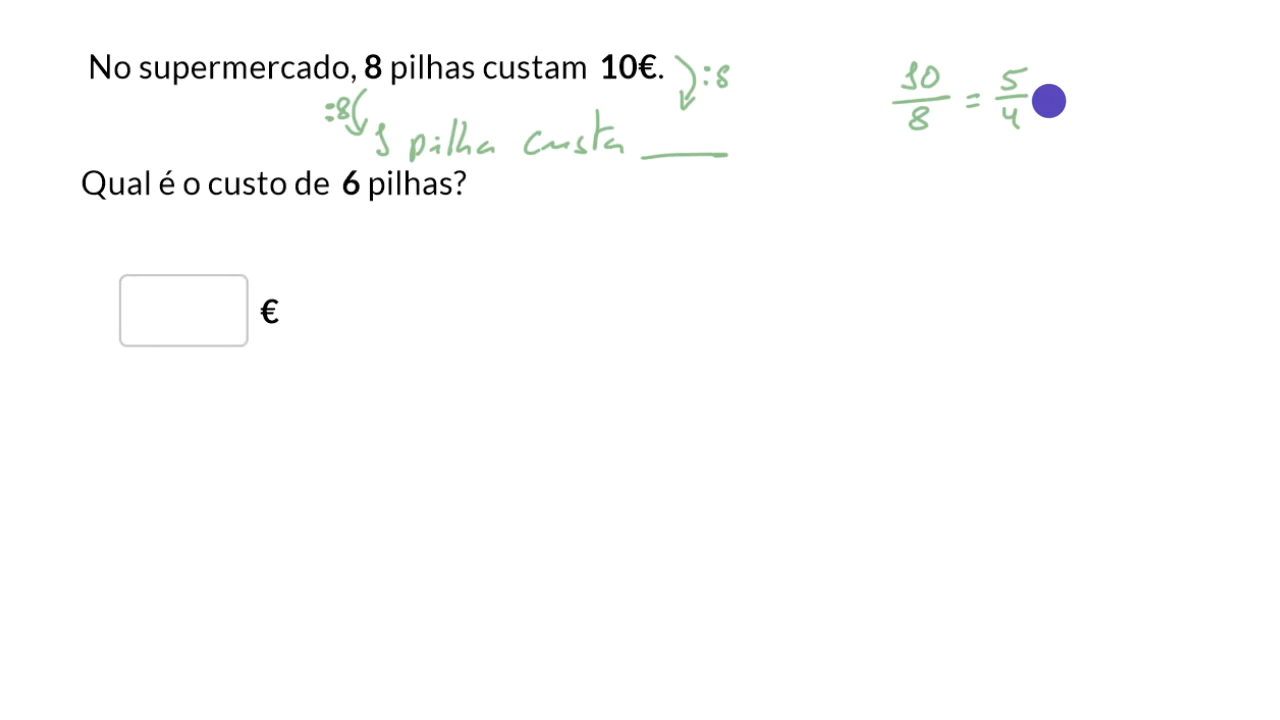 No supermercado, 8 pilhas custam 10€. :8
:8 1 pilha custa ____
Qual é o custo de 6 pilhas?
€
10/8 = 5/4